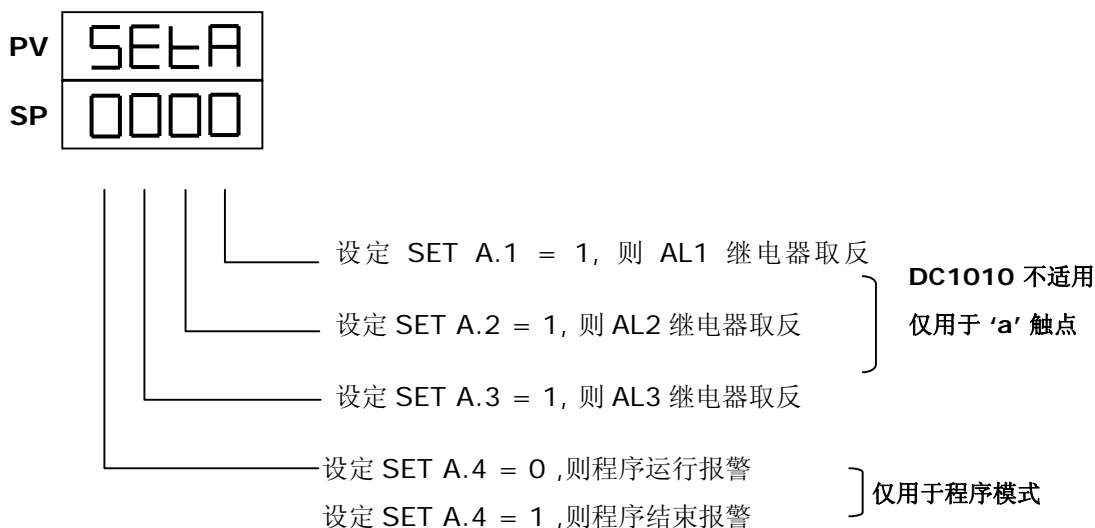 PV SEtA
SP 0000
设定 SET A.1 = 1, 则 AL1 继电器取反
DC1010 不适用
设定 SET A.2 = 1, 则 AL2 继电器取反
仅用于 'a' 触点
设定 SET A.3 = 1, 则 AL3 继电器取反
设定 SET A.4 = 0 ,则程序运行报警
仅用于程序模式
设定 SET A.4 = 1 ,则程序结束报警